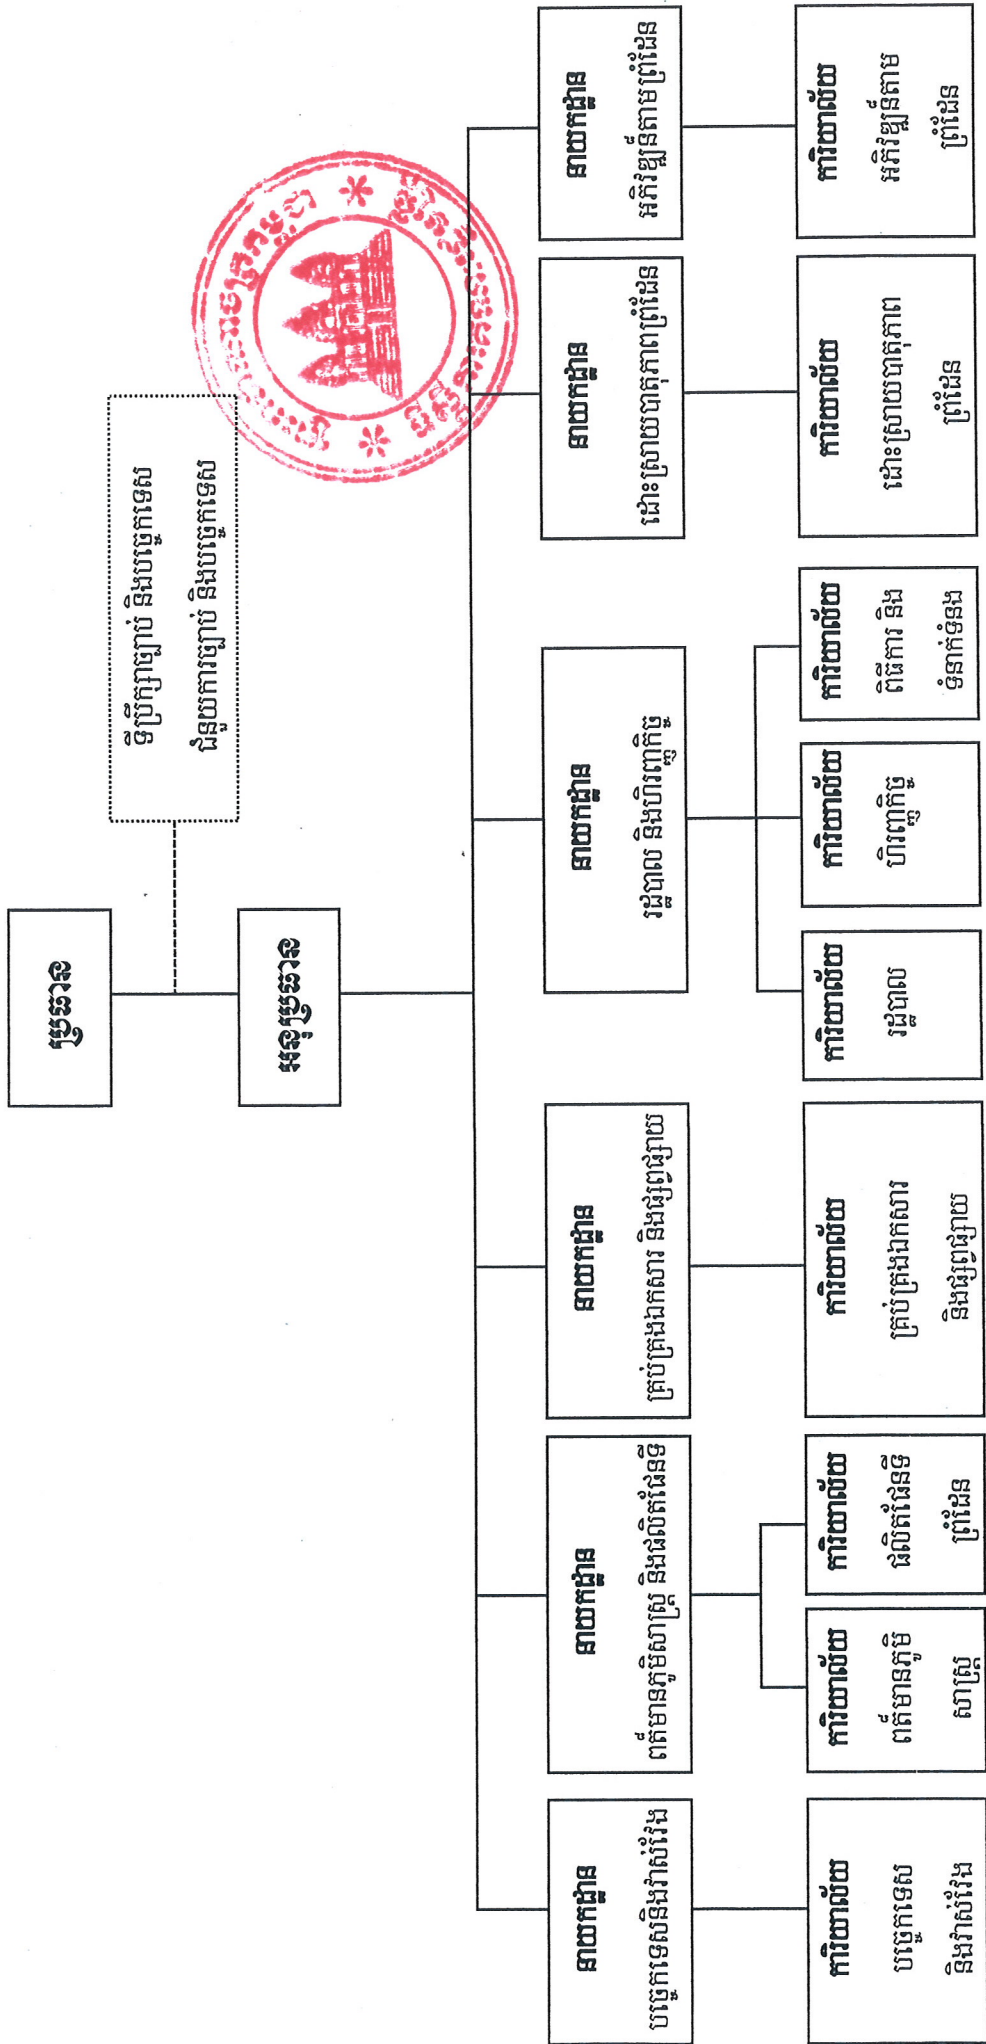 ប្រធាន
ទីប្រឹក្សាច្បាប់ និងបច្ចេកទេស
ជំនួយការច្បាប់ និងបច្ចេកទេស
អនុប្រធាន
នាយកដ្ឋាន
បច្ចេកទេសនិងវាស់វែង
នាយកដ្ឋាន
ព័ត៌មានភូមិសាស្ត្រ និងផលិតផែនទី
នាយកដ្ឋាន
គ្រប់គ្រងឯកសារ និងផ្សព្វផ្សាយ
នាយកដ្ឋាន
រដ្ឋបាល និងហិរញ្ញកិច្ច
នាយកដ្ឋាន
ដោះស្រាយបាតុភាពព្រំដែន
នាយកដ្ឋាន
អភិវឌ្ឍន៍តាមព្រំដែន
ការិយាល័យ
បច្ចេកទេស
និងវាស់វែង
ការិយាល័យ
ព័ត៌មានភូមិ
សាស្ត្រ
ការិយាល័យ
ផលិតផែនទី
ព្រំដែន
ការិយាល័យ
គ្រប់គ្រងឯកសារ
និងផ្សព្វផ្សាយ
ការិយាល័យ
រដ្ឋបាល
ការិយាល័យ
ហិរញ្ញកិច្ច
ការិយាល័យ
ពិធីការ និង
ទំនាក់ទំនង
ការិយាល័យ
ដោះស្រាយបាតុភាព
ព្រំដែន
ការិយាល័យ
អភិវឌ្ឍន៍តាម
ព្រំដែន